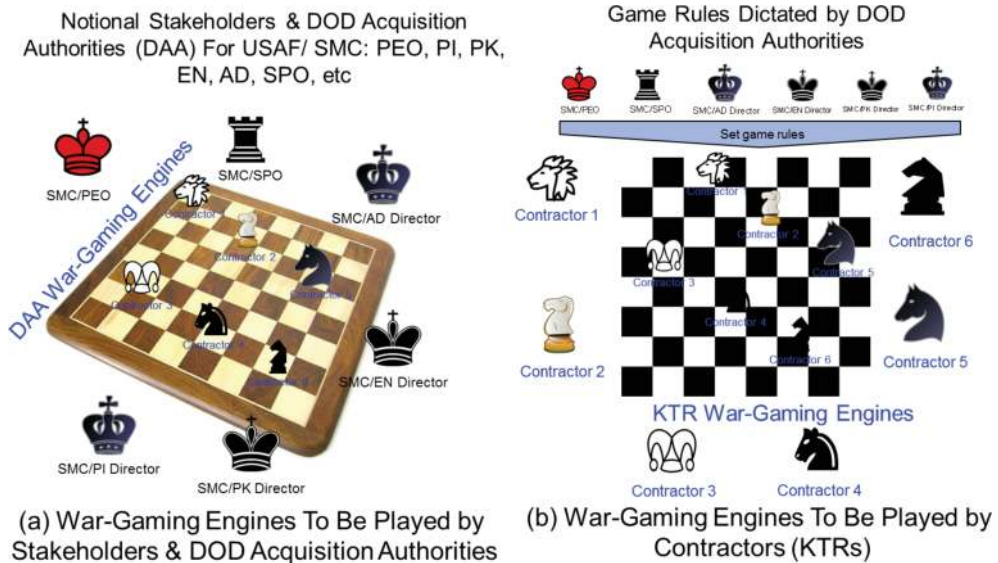 Notional Stakeholders & DOD Acquisition
Authorities (DAA) For USAF/ SMC: PEO, PI, PK,
EN, AD, SPO, etc
SMC/PEO
SMC/SPO
SMC/AD Director
DAA War-Gaming Engines
Contractor 1
Contractor 2
Contractor 3
Contractor 4
Contractor 5
Contractor 6
SMC/EN Director
SMC/PI Director
SMC/PK Director
(a) War-Gaming Engines To Be Played by
Stakeholders & DOD Acquisition Authorities
Game Rules Dictated by DOD
Acquisition Authorities
SMC/PEO
SMC/SPO
SMC/AD Director
SMC/EN Director
SMC/PK Director
SMC/PI Director
Set game rules
Contractor 1
Contractor
Contractor 2
Contractor 6
Contractor 5
Contractor 3
Contractor 4
Contractor 6
Contractor 2
Contractor 5
KTR War-Gaming Engines
Contractor 3
Contractor 4
(b) War-Gaming Engines To Be Played by
Contractors (KTRs)